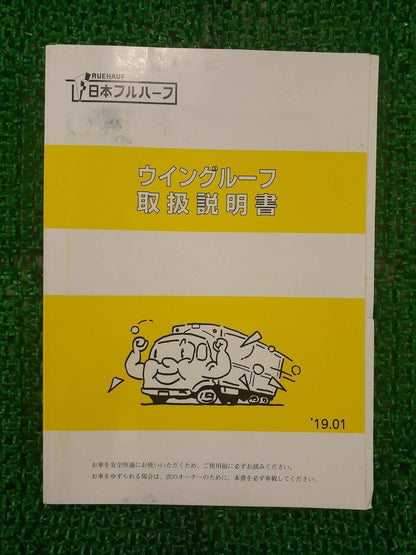 FRUEHAUF
日本フルハーフ
ウイングルーフ
取扱説明書
'19.01
お車を安全快適にお使いいただくため、ご使用前に必ずお読みください。
お車をゆずられる場合は、次のオーナーのために、本書を必ず車載してください。